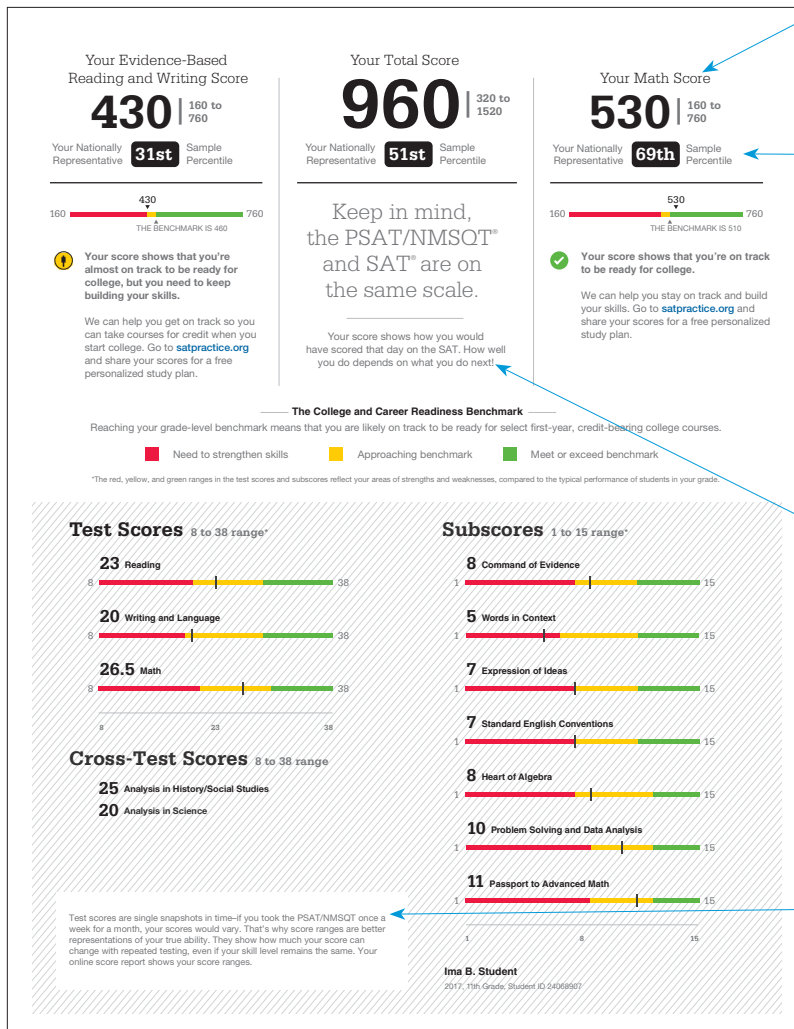 Your Evidence-Based
Reading and Writing Score
430 160 to
760
Your Nationally
Representative 31st Sample
Percentile
160 430 760
THE BENCHMARK IS 460
Your score shows that you're
almost on track to be ready for
college, but you need to keep
building your skills.
We can help you get on track so you
can take courses for credit when you
start college. Go to satpractice.org
and share your scores for a free
personalized study plan.
Your Total Score
960 320 to
1520
Your Nationally
Representative 51st Sample
Percentile
Keep in mind,
the PSAT/NMSQT®
and SAT® are on
the same scale.
Your score shows how you would
have scored that day on the SAT. How well
you do depends on what you do next!
Your Math Score
530 160 to
760
Your Nationally
Representative 69th Sample
Percentile
160 530 760
THE BENCHMARK IS 510
Your score shows that you're on track
to be ready for college.
We can help you stay on track and build
your skills. Go to satpractice.org and
share your scores for a free personalized
study plan.
The College and Career Readiness Benchmark
Reaching your grade-level benchmark means that you are likely on track to be ready for select first-year, credit-bearing college courses.
Need to strengthen skills Approaching benchmark Meet or exceed benchmark
*The red, yellow, and green ranges in the test scores and subscores reflect your areas of strengths and weaknesses, compared to the typical performance of students in your grade.
Test Scores 8 to 38 range*
23 Reading
8 38
20 Writing and Language
8 38
26.5 Math
8 38
8 23 38
Cross-Test Scores 8 to 38 range
25 Analysis in History/Social Studies
20 Analysis in Science
Test scores are single snapshots in time–if you took the PSAT/NMSQT once a
week for a month, your scores would vary. That's why score ranges are better
representations of your true ability. They show how much your score can
change with repeated testing, even if your skill level remains the same. Your
online score report shows your score ranges.
Subscores 1 to 15 range*
8 Command of Evidence
1 15
5 Words in Context
1 15
7 Expression of Ideas
1 15
7 Standard English Conventions
1 15
8 Heart of Algebra
1 15
10 Problem Solving and Data Analysis
1 15
11 Passport to Advanced Math
1 15
1 8 15
Ima B. Student
2017, 11th Grade, Student ID 24068907